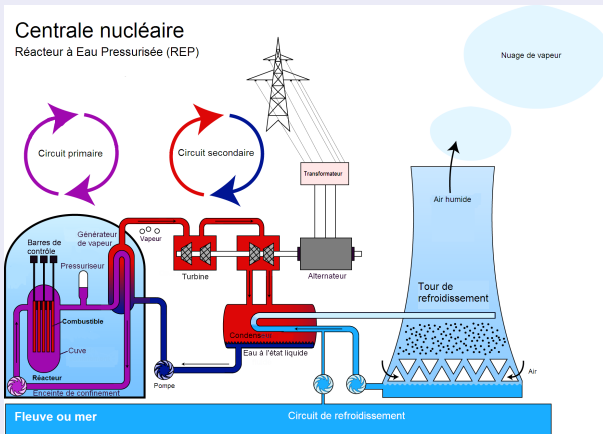 Centrale nucléaire
Réacteur à Eau Pressurisée (REP)
Nuage de vapeur
Circuit primaire
Circuit secondaire
Transformateur
Air humide
Générateur
de vapeur
Vapeur
Barres de
contrôle
Pressuriseur
Turbine
Alternateur
Tour de
refroidissement
Combustible
Condenseur
Cuve
Eau à l'état liquide
Réacteur
Pompe
Air
Enceinte de confinement
Fleuve ou mer
Circuit de refroidissement